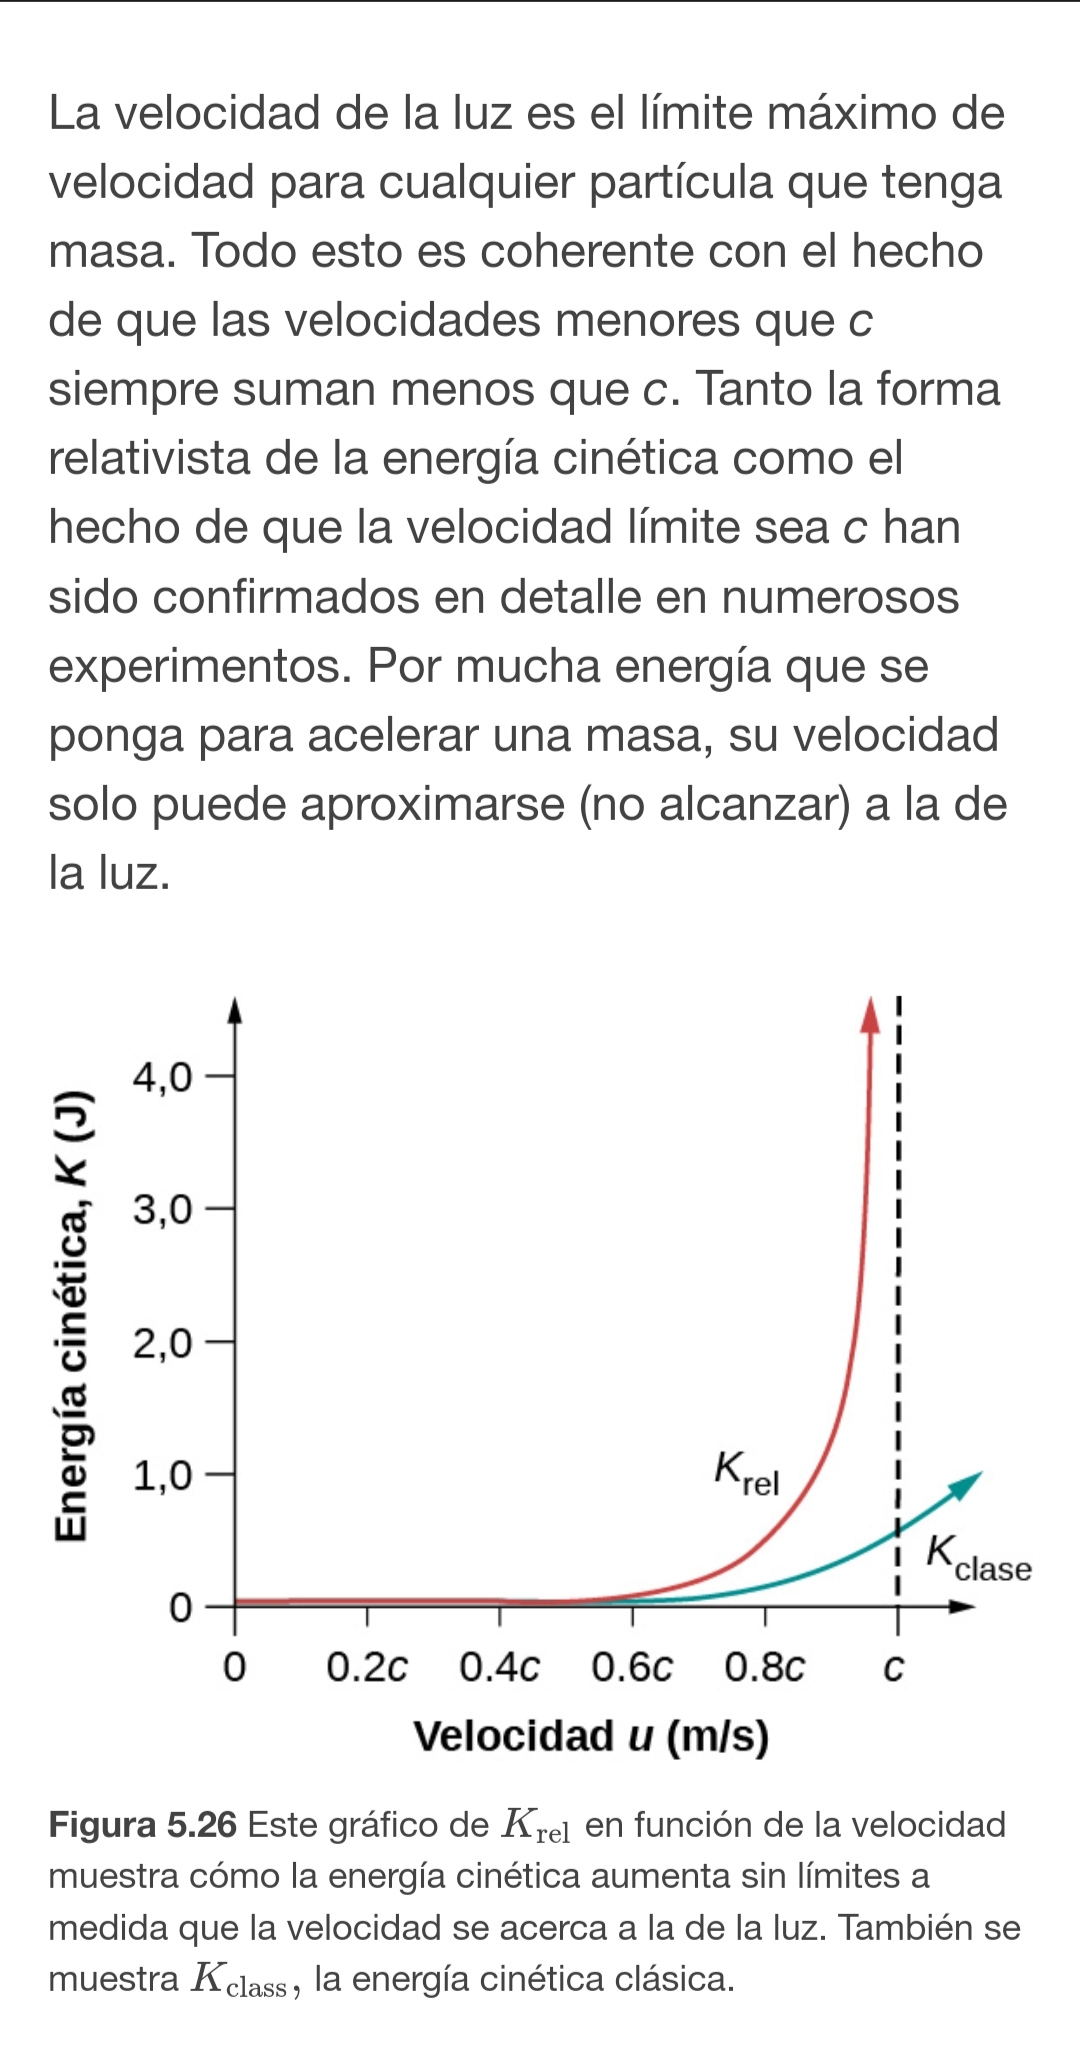 La velocidad de la luz es el límite máximo de
velocidad para cualquier partícula que tenga
masa. Todo esto es coherente con el hecho
de que las velocidades menores que c
siempre suman menos que c. Tanto la forma
relativista de la energía cinética como el
hecho de que la velocidad límite sea c han
sido confirmados en detalle en numerosos
experimentos. Por mucha energía que se
ponga para acelerar una masa, su velocidad
solo puede aproximarse (no alcanzar) a la de
la luz.
Energía cinética, K (J)
4,0
3,0
2,0
1,0
0
K rel
K clase
0 0.2c 0.4c 0.6c 0.8c c
Velocidad u (m/s)
Figura 5.26 Este gráfico de K rel en función de la velocidad
muestra cómo la energía cinética aumenta sin límites a
medida que la velocidad se acerca a la de la luz. También se
muestra K class, la energía cinética clásica.